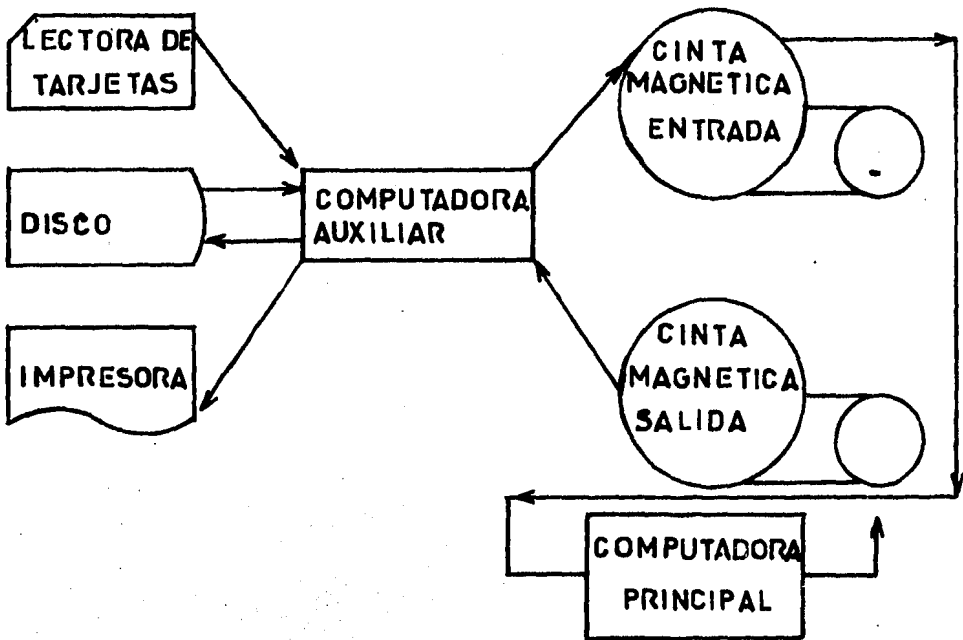 LECTORA DE
TARJETAS
DISCO
IMPRESORA
COMPUTADORA
AUXILIAR
CINTA
MAGNETICA
ENTRADA
CINTA
MAGNETICA
SALIDA
COMPUTADORA
PRINCIPAL